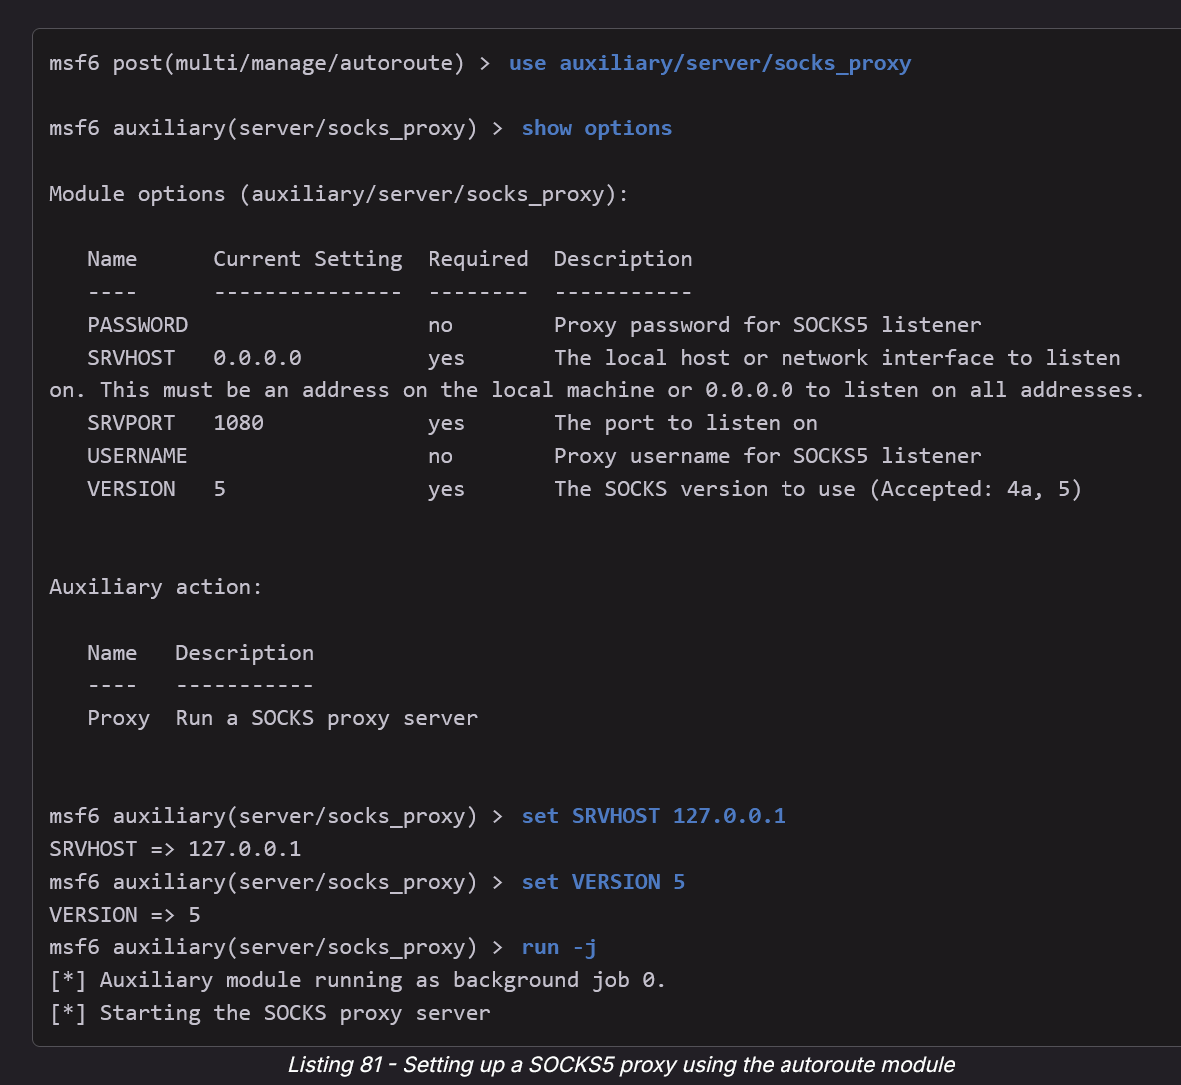 msf6 post(multi/manage/autoroute) > use auxiliary/server/socks_proxy
msf6 auxiliary(server/socks_proxy) > show options
Module options (auxiliary/server/socks_proxy):
   Name      Current Setting  Required  Description
   ----      ---------------  --------  -----------
   PASSWORD                   no        Proxy password for SOCKS5 listener
   SRVHOST   0.0.0.0          yes       The local host or network interface to listen
on. This must be an address on the local machine or 0.0.0.0 to listen on all addresses.
   SRVPORT   1080             yes       The port to listen on
   USERNAME                   no        Proxy username for SOCKS5 listener
   VERSION   5                yes       The SOCKS version to use (Accepted: 4a, 5)
Auxiliary action:
   Name   Description
   ----   -----------
   Proxy  Run a SOCKS proxy server
msf6 auxiliary(server/socks_proxy) > set SRVHOST 127.0.0.1
SRVHOST => 127.0.0.1
msf6 auxiliary(server/socks_proxy) > set VERSION 5
VERSION => 5
msf6 auxiliary(server/socks_proxy) > run -j
[*] Auxiliary module running as background job 0.
[*] Starting the SOCKS proxy server
Listing 81 - Setting up a SOCKS5 proxy using the autoroute module